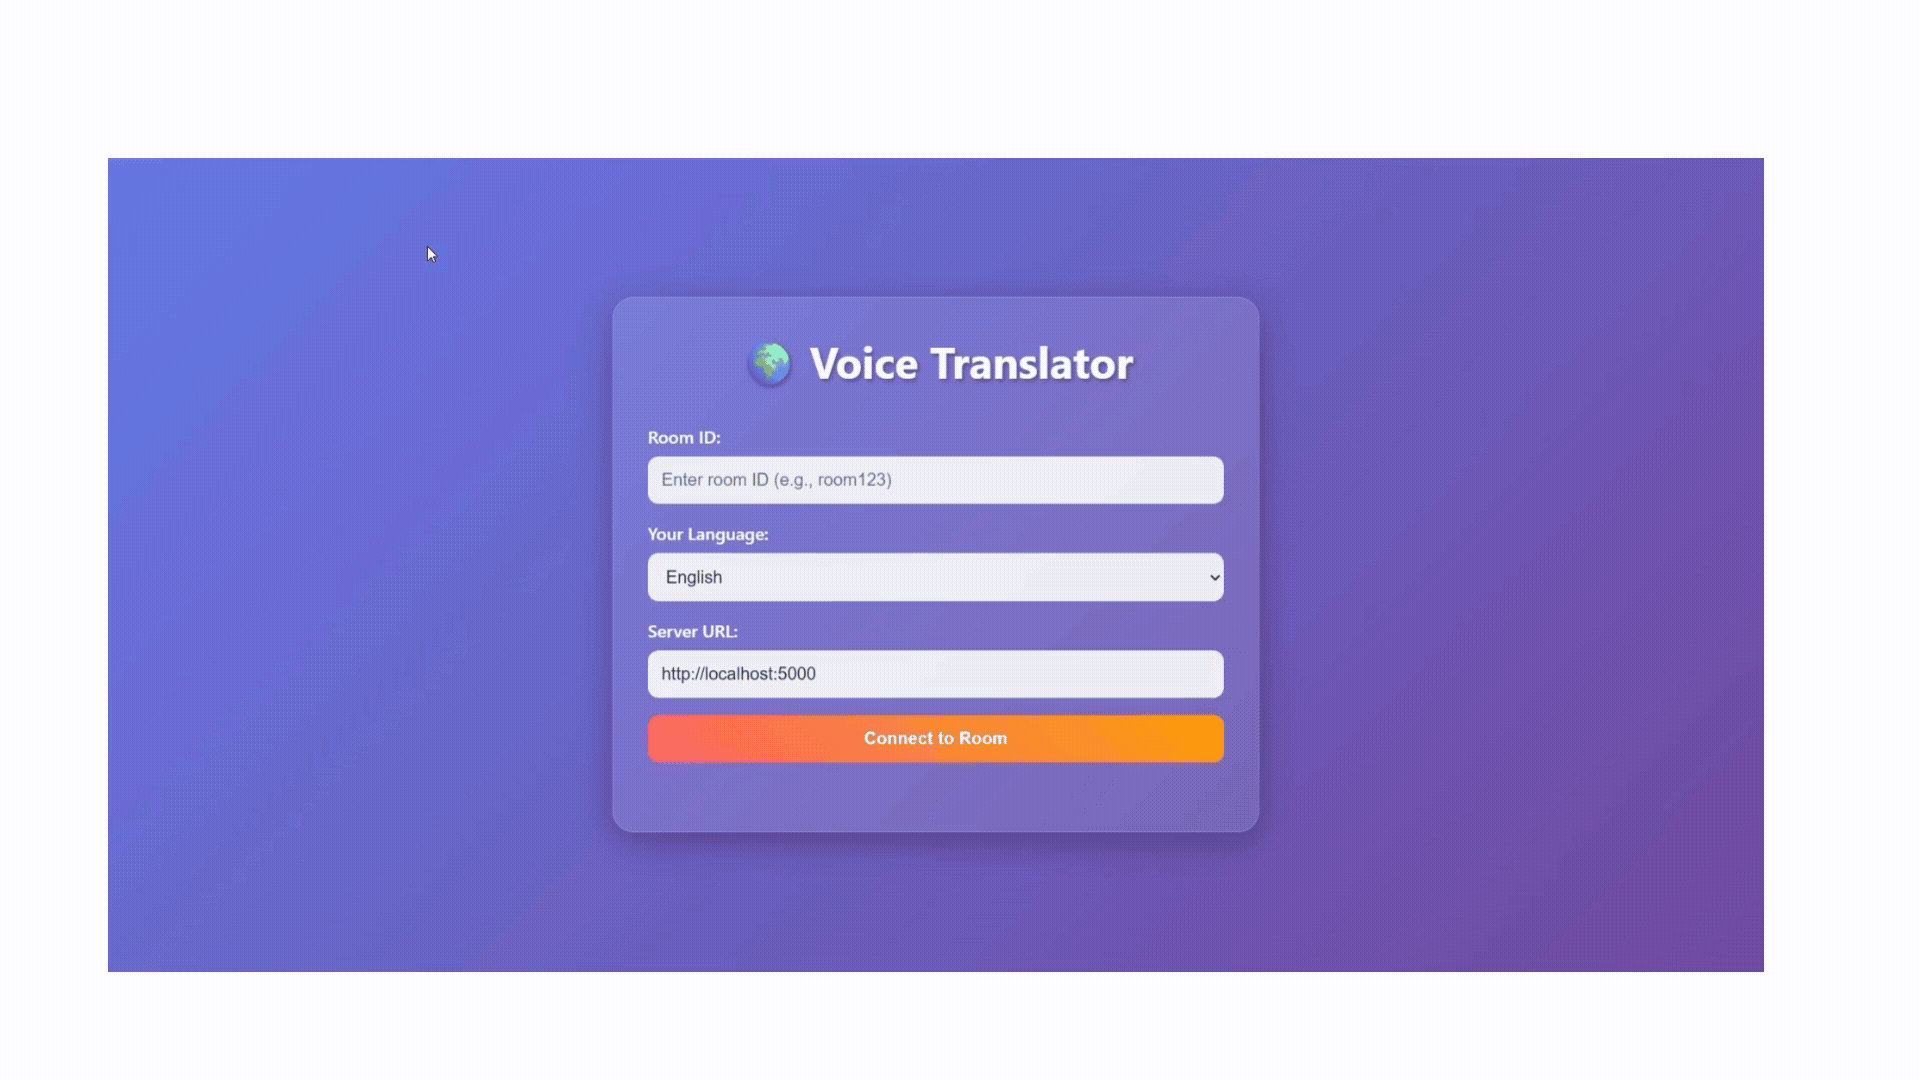 Voice Translator
Room ID:
Enter room ID (e.g., room123)
Your Language:
English
Server URL:
http://localhost:5000
Connect to Room